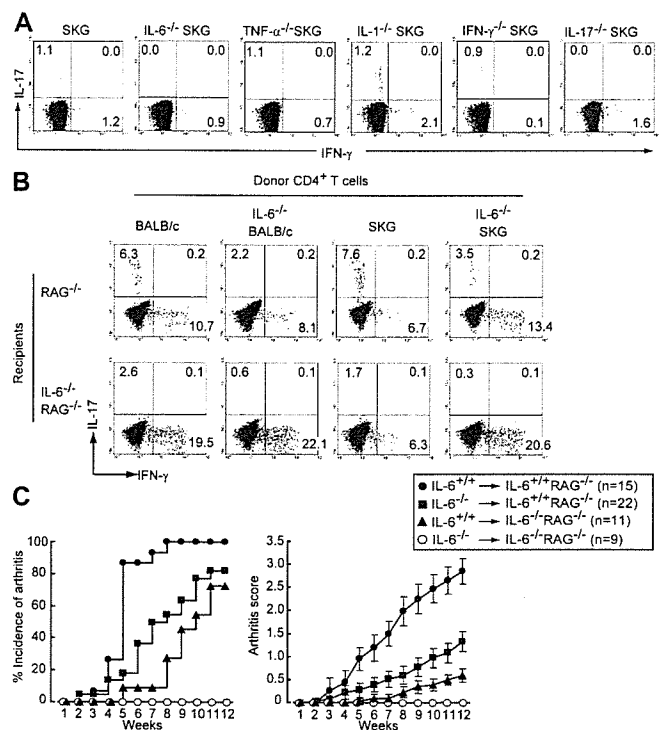 A
SKG IL-6-/- SKG TNF-α-/-SKG IL-1-/- SKG IFN-γ-/-SKG IL-17-/- SKG
1.1 0.0 0.0 0.0 1.1 0.0 1.2 0.0 0.9 0.0 0.0 0.0
IL-17
1.2 0.9 0.7 2.1 0.1 1.6
IFN-γ
B
Donor CD4+ T cells
BALB/c IL-6-/- BALB/c SKG IL-6-/- SKG
6.3 0.2 2.2 0.2 7.6 0.2 3.5 0.2
RAG-/-
10.7 8.1 6.7 13.4
Recipients
2.6 0.1 0.6 0.1 1.7 0.1 0.3 0.1
IL-6-/- RAG-/-
IL-17
19.5 22.1 6.3 20.6
IFN-γ
C
IL-6+/+ IL-6+/+RAG-/- (n=15)
IL-6-/- IL-6+/+RAG-/- (n=22)
IL-6+/+ IL-6-/-RAG-/- (n=11)
IL-6-/- IL-6-/-RAG-/- (n=9)
% Incidence of arthritis
100
80
60
40
20
0
1 2 3 4 5 6 7 8 9 10 11 12
Weeks
Arthritis score
3.5
3.0
2.5
2.0
1.5
1.0
0.5
0
1 2 3 4 5 6 7 8 9 10 11 12
Weeks